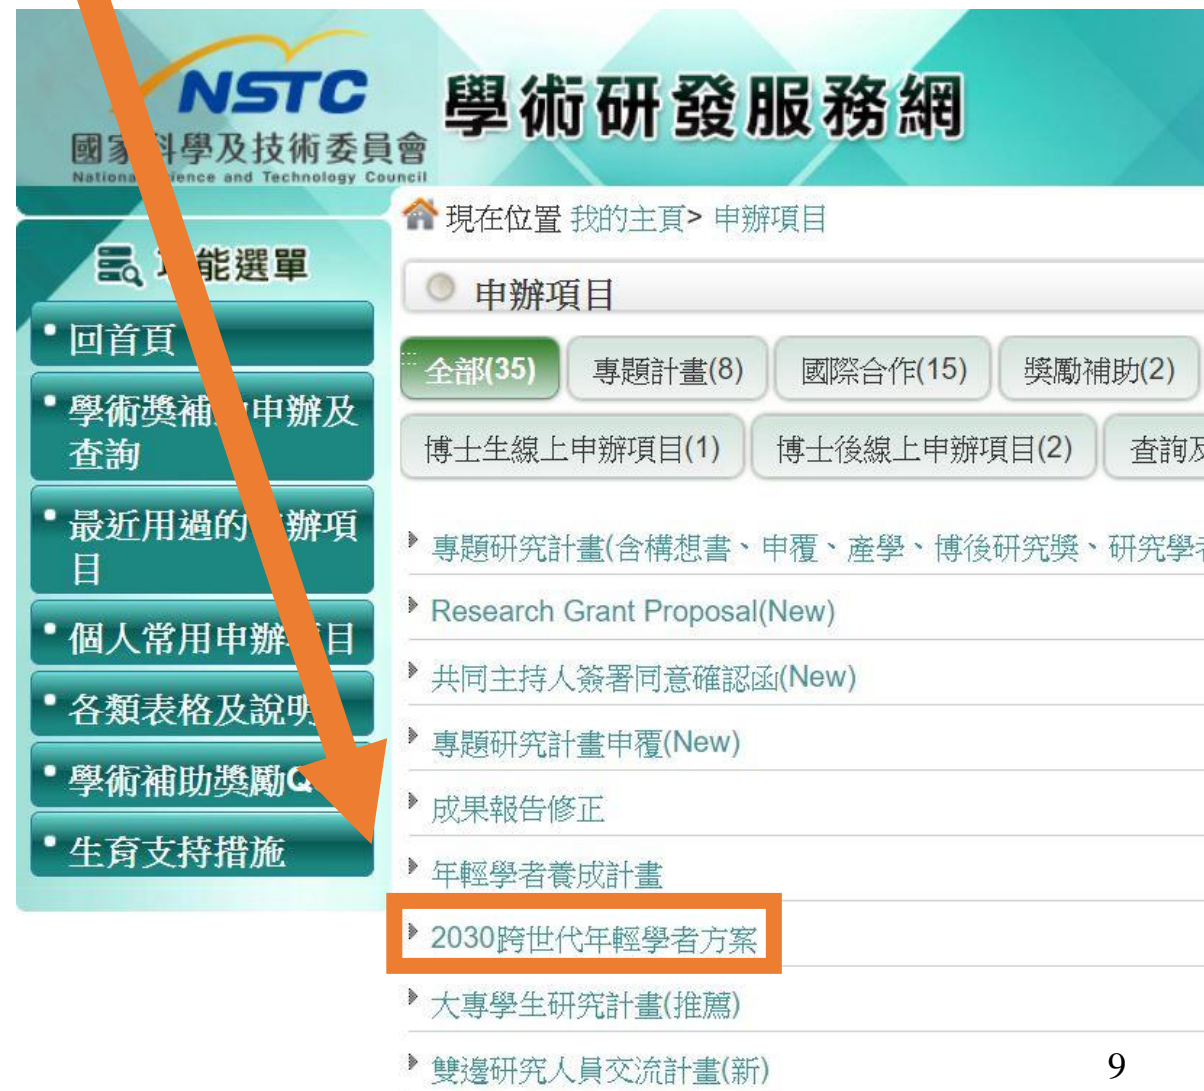 NSTC
學術研發服務網
國家科學及技術委員會
National Science and Technology Council
現在位置 我的主頁> 申辦項目
能選單
申辦項目
回首頁
全部(35)
專題計畫(8)
國際合作(15)
獎勵補助(2)
學術獎補助申辦及
查詢
博士生線上申辦項目(1)
博士後線上申辦項目(2)
查詢及
最近用過的申辦項
目
專題研究計畫(含構想書、申覆、產學、博後研究獎、研究學者
Research Grant Proposal(New)
個人常用申辦項目
共同主持人簽署同意確認函(New)
各類表格及說明
專題研究計畫申覆(New)
學術補助獎勵Q
成果報告修正
生育支持措施
年輕學者養成計畫
2030跨世代年輕學者方案
大專學生研究計畫(推薦)
雙邊研究人員交流計畫(新)
9